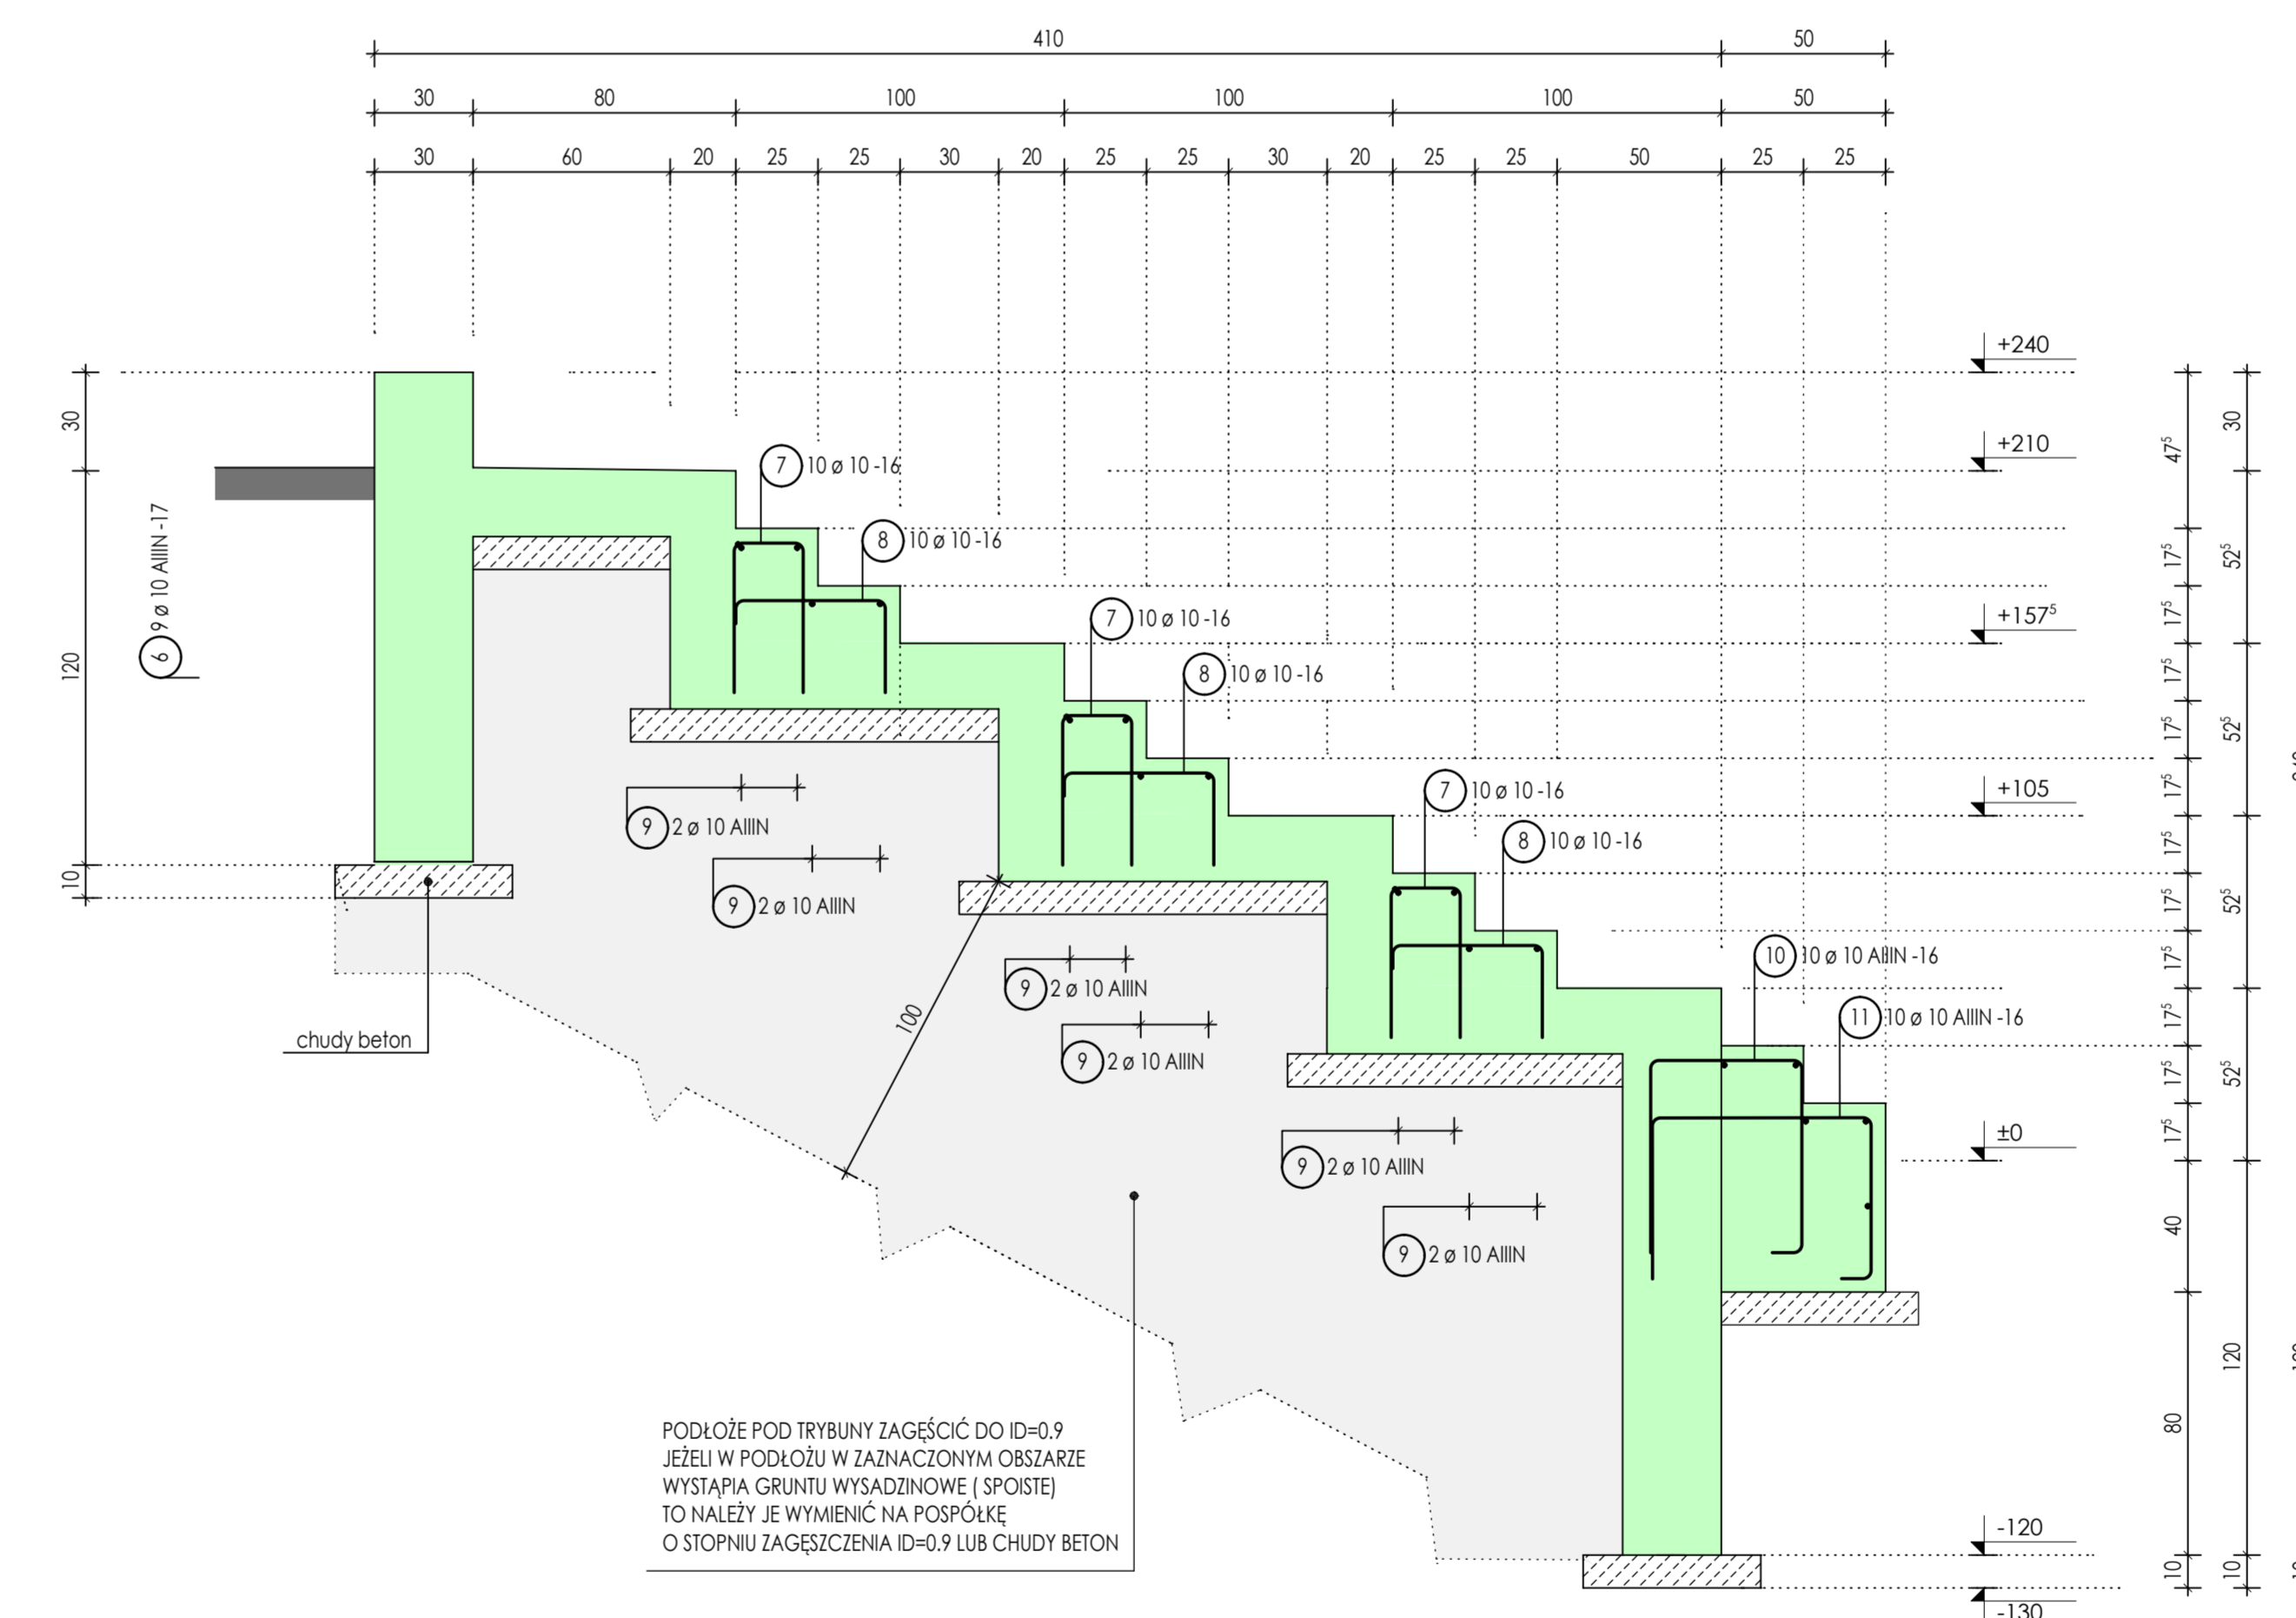 410 50
30 80 100 100 100 50
30 60 20 25 25 30 20 25 25 30 20 25 25 50 25 25
+240
30
30
+210
47⁵
7 10 ø 10 -16
8 10 ø 10 -16
17⁵
52⁵
6 9 ø 10 AIIIN -17
7 10 ø 10 -16
+157⁵
17⁵
120
8 10 ø 10 -16
17⁵
17⁵
52⁵
7 10 ø 10 -16
+105
17⁵
9 2 ø 10 AIIIN
8 10 ø 10 -16
17⁵
10
9 2 ø 10 AIIIN
17⁵
52⁵
10 10 ø 10 AIIIN -16
17⁵
9 2 ø 10 AIIIN
11 10 ø 10 AIIIN -16
17⁵
100
chudy beton
9 2 ø 10 AIIIN
17⁵
52⁵
±0
17⁵
9 2 ø 10 AIIIN
40
9 2 ø 10 AIIIN
120
80
PODŁOŻE POD TRYBUNY ZAGĘŚCIĆ DO ID=0.9
JEŻELI W PODŁOŻU W ZAZNACZONYM OBSZARZE
WYSTĄPIA GRUNTU WYSADZINOWE ( SPOISTE)
TO NALEŻY JE WYMIENIĆ NA POSPÓŁKĘ
O STOPNIU ZAGĘSZCZENIA ID=0.9 LUB CHUDY BETON
-120
10 10
-130